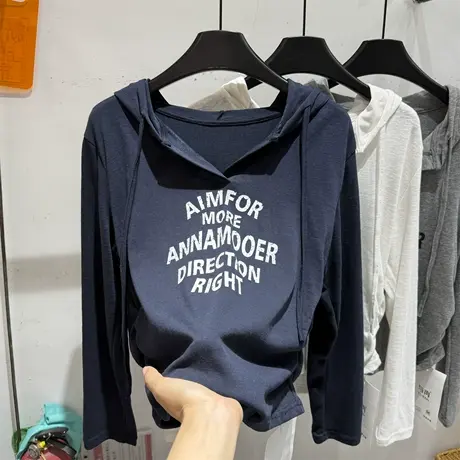 AIMFOR
MORE
ANNAMOOER
DIRECTION
RIGHT